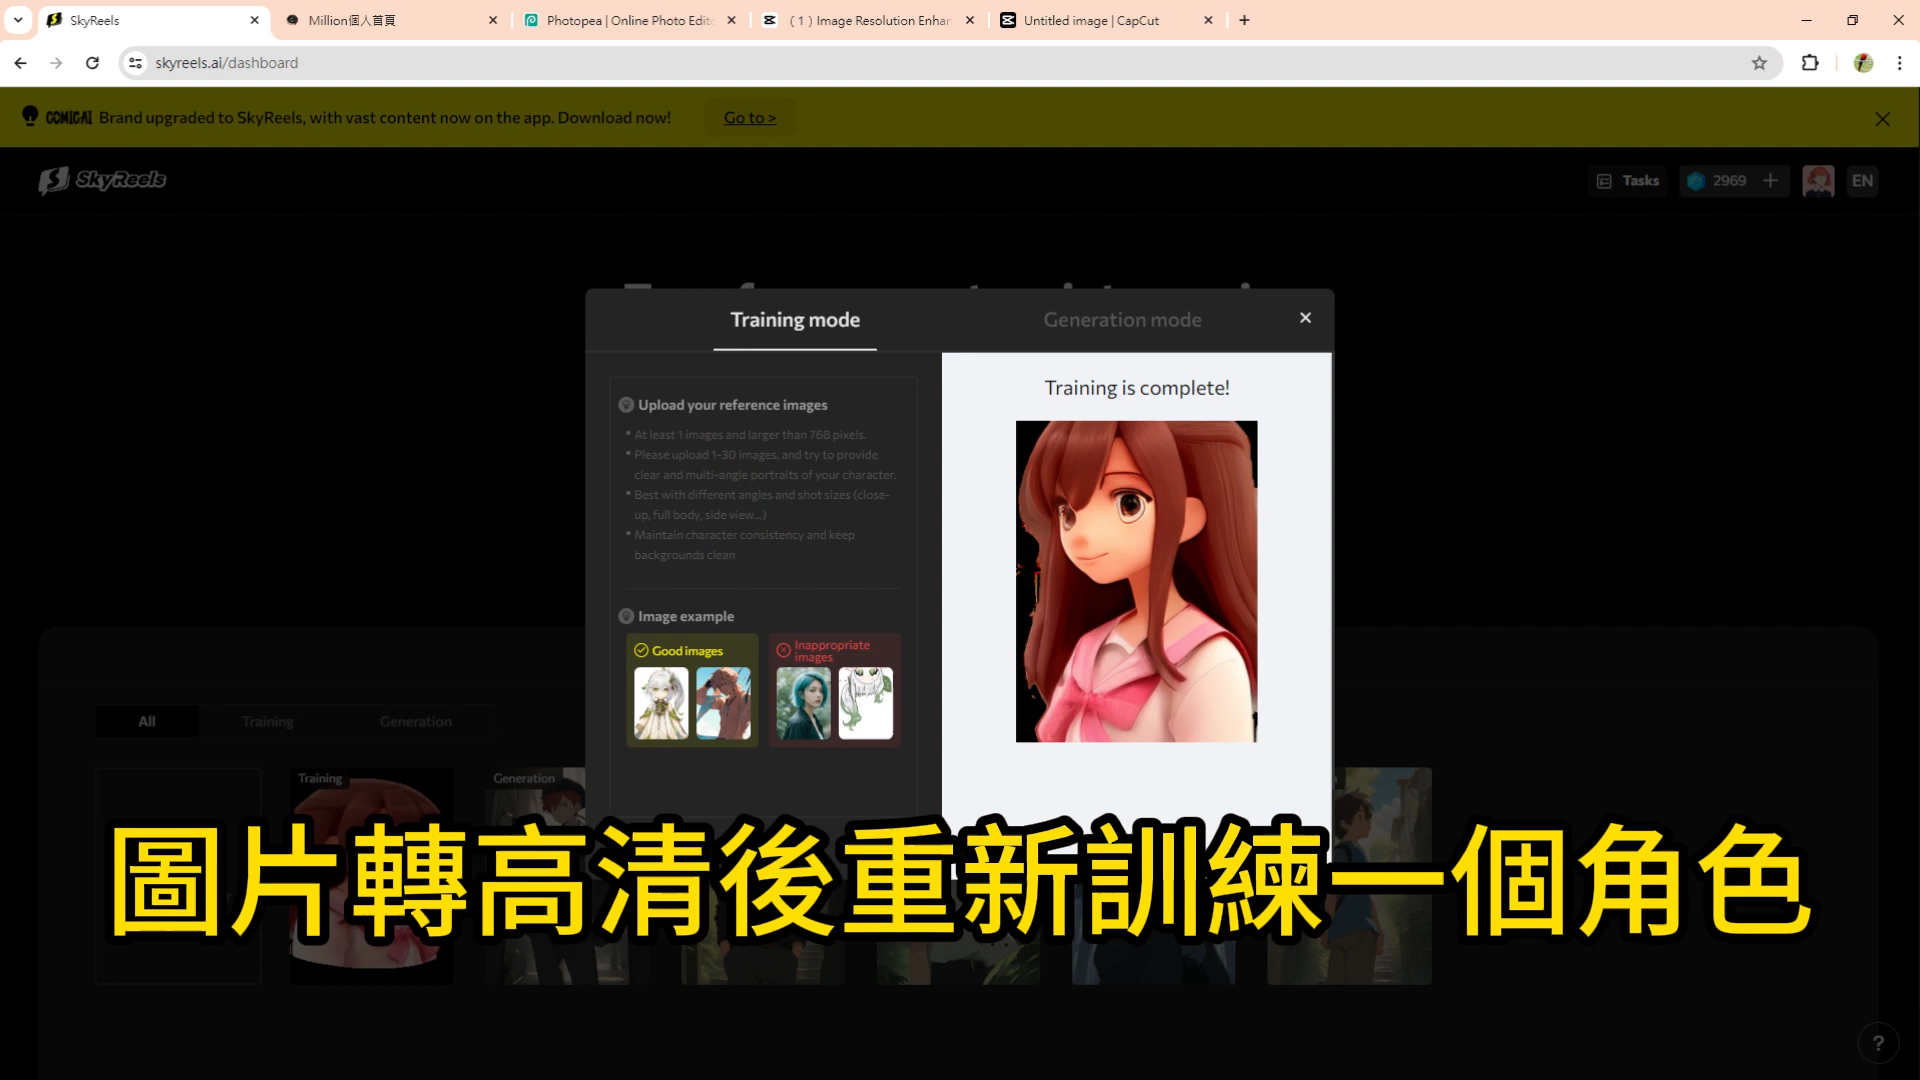 SkyReels
Million個人首頁
Photopea | Online Photo Edito
( 1 ) Image Resolution Enhan
Untitled image | CapCut
skyreels.ai/dashboard
COMICAI Brand upgraded to SkyReels, with vast content now on the app. Download now!
Go to >
SkyReels
Tasks
2969
EN
Training mode
Generation mode
Upload your reference images
• At least 1 images and larger than 768 pixels.
• Please upload 1-30 images, and try to provide
clear and multi-angle portraits of your character.
• Best with different angles and shot sizes (close-
up, full body, side view...)
• Maintain character consistency and keep
backgrounds clean
Image example
Good images
Inappropriate
images
Training is complete!
All
Training
Generation
Training
Generation
圖片轉高清後重新訓練一個角色
?